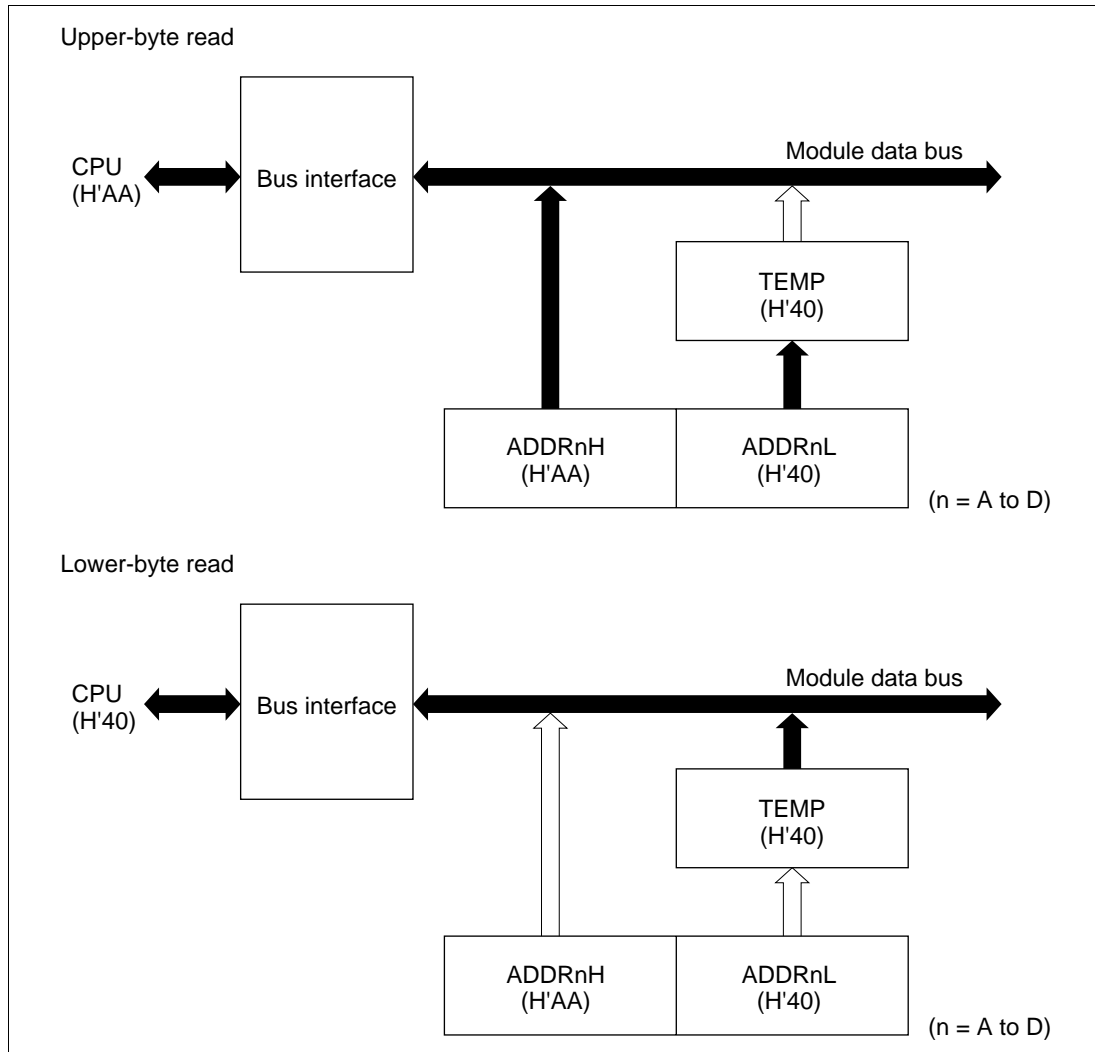 Upper-byte read
CPU
(H'AA)
Bus interface
Module data bus
TEMP
(H'40)
ADDRnH
(H'AA)
ADDRnL
(H'40)
(n = A to D)
Lower-byte read
CPU
(H'40)
Bus interface
Module data bus
TEMP
(H'40)
ADDRnH
(H'AA)
ADDRnL
(H'40)
(n = A to D)